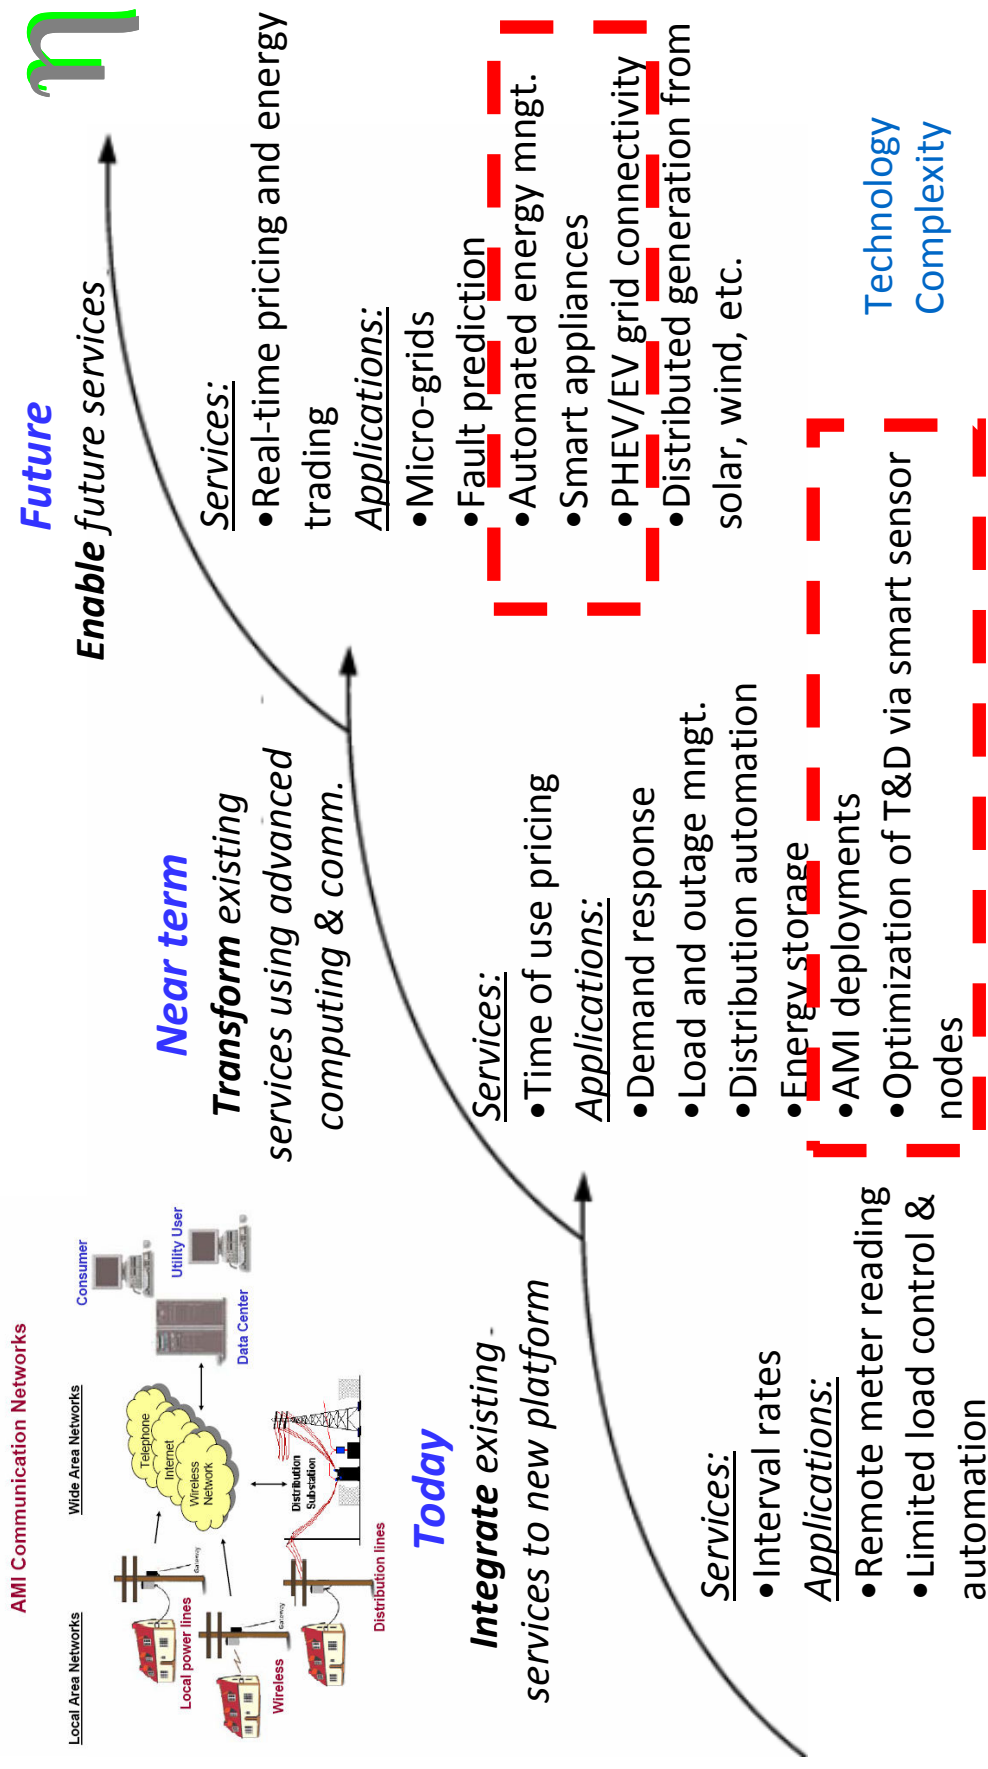 η
AMI Communication Networks
Local Area Networks
Wide Area Networks
Consumer
Utility User
Data Center
Telephone
Internet
Wireless
Network
Gateway
Local power lines
Gateway
Wireless
Distribution
Substation
Distribution lines
Today
Integrate existing
services to new platform
Services:
•Interval rates
Applications:
•Remote meter reading
•Limited load control &
automation
Near term
Transform existing
services using advanced
computing & comm.
Services:
•Time of use pricing
Applications:
•Demand response
•Load and outage mngt.
•Distribution automation
•Energy storage
•AMI deployments
•Optimization of T&D via smart sensor
nodes
Future
Enable future services
Services:
•Real-time pricing and energy
trading
Applications:
•Micro-grids
•Fault prediction
•Automated energy mngt.
•Smart appliances
•PHEV/EV grid connectivity
•Distributed generation from
solar, wind, etc.
Technology
Complexity